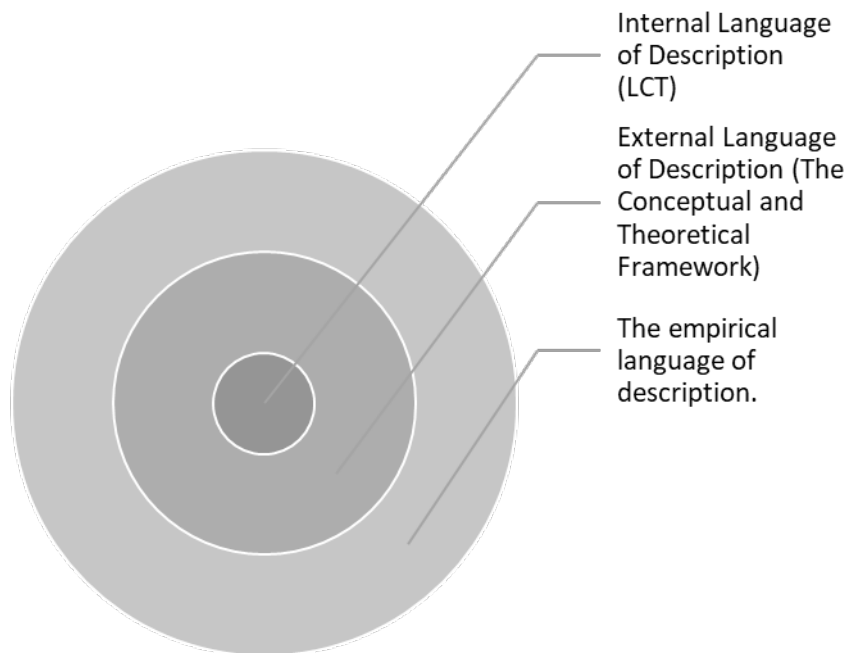 Internal Language
of Description
(LCT)
External Language
of Description (The
Conceptual and
Theoretical
Framework)
The empirical
language of
description.